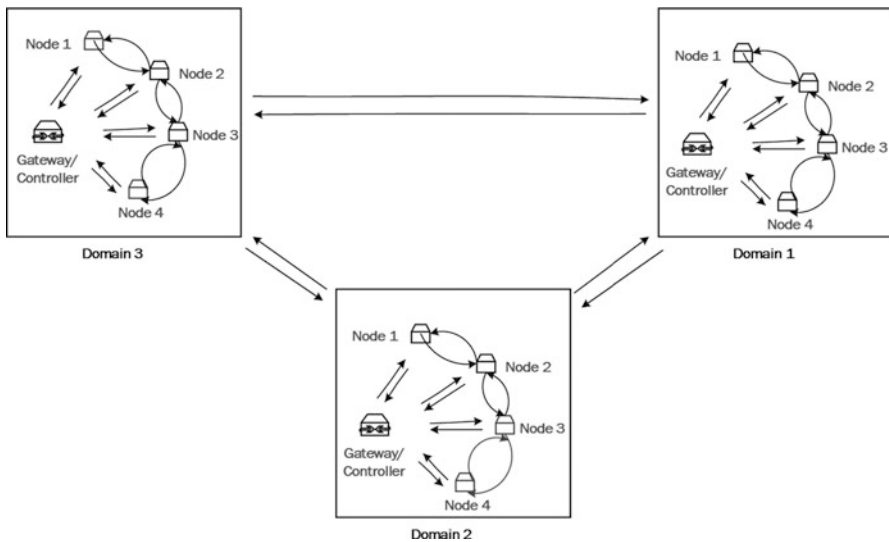 Node 1
Node 2
Node 3
Gateway/
Controller
Node 4
Domain 3
Node 1
Node 2
Node 3
Gateway/
Controller
Node 4
Domain 1
Node 1
Node 2
Node 3
Gateway/
Controller
Node 4
Domain 2